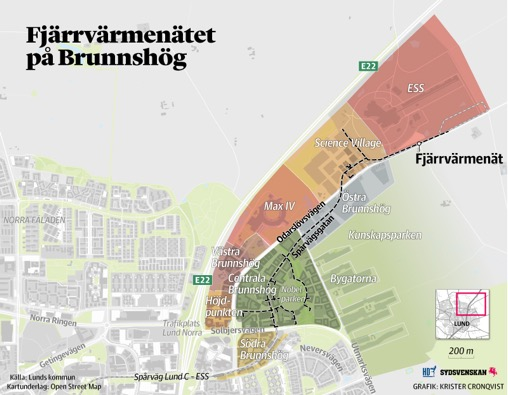 Fjärrvärmenätet
på Brunnshög
E22
ESS
Science Village
Fjärrvärmenät
Östra
Brunnshög
Max IV
Odarslövsvägen
Spårvägsgatan
Kunskapsparken
NORRA FÄLADEN
Västra
Brunnshög
E22
Centrala
Brunnshög
Nobel-
parken
Bygatorna
Höjd-
punkten
Norra Ringen
Trafikplats
Lund Norra
Solbjersvägen
Södra
Brunnshög
Neversvägen
Utmarksvägen
Getingevägen
LUND
200 m
Källa: Lunds kommun
Kartunderlag: Open Street Map
Spårväg Lund C – ESS
HD
SYDSVENSKAN
GRAFIK: KRISTER CRONQVIST